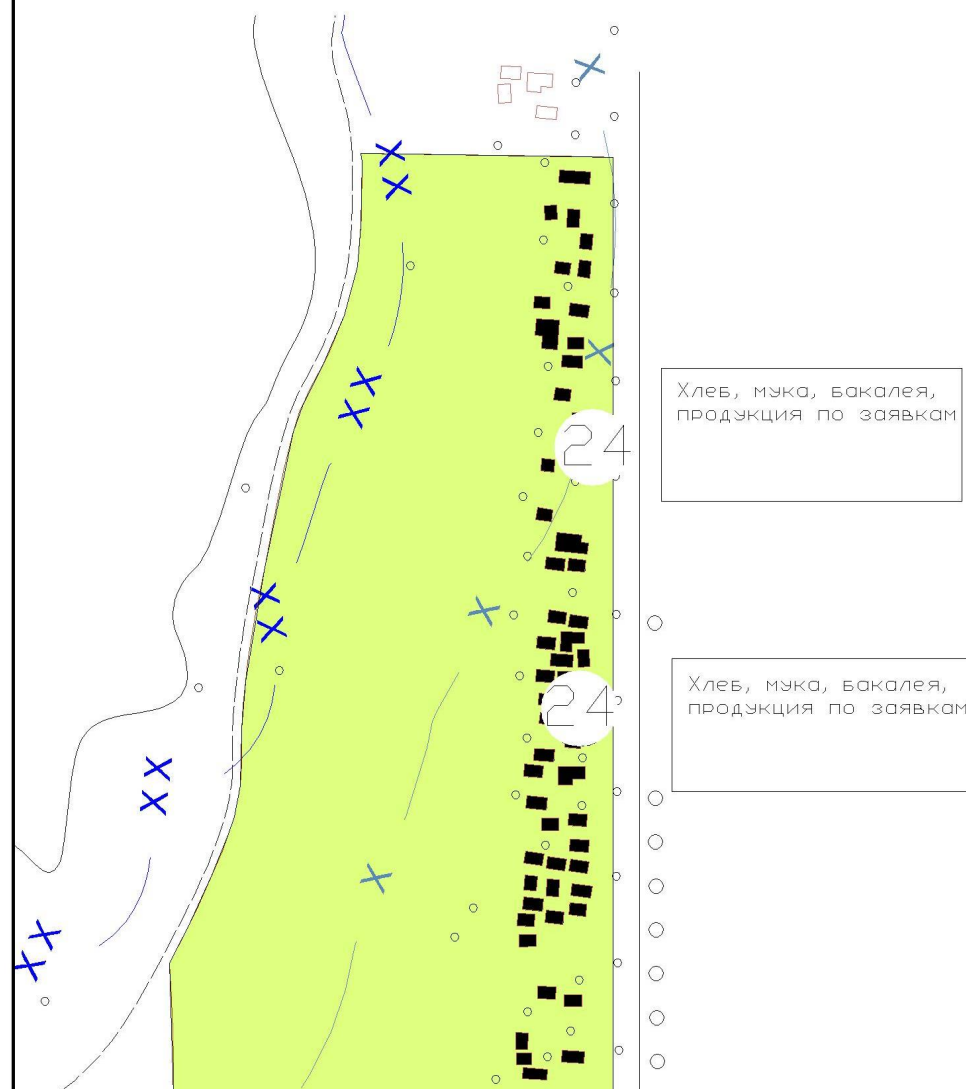 Хлеб, мука, бакалея,
продукция по заявкам
24
Хлеб, мука, бакалея,
продукция по заявкам
24